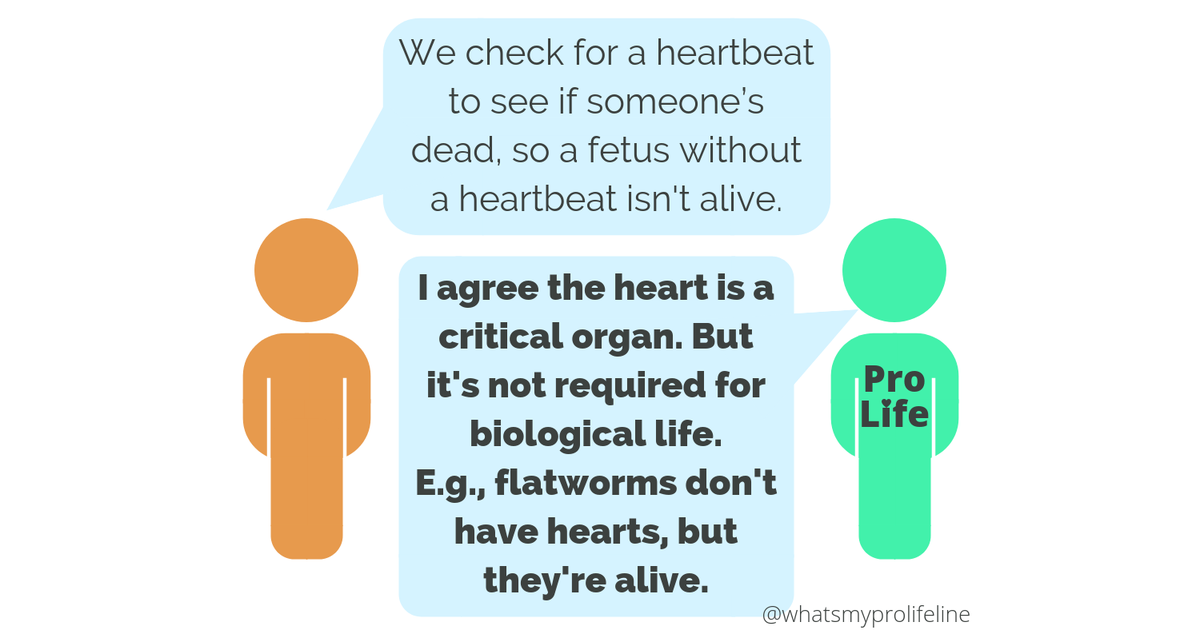 We check for a heartbeat
to see if someone's
dead, so a fetus without
a heartbeat isn't alive.
I agree the heart is a
critical organ. But
it's not required for
biological life.
E.g., flatworms don't
have hearts, but
they're alive.
Pro
Life
@whatsmyprolifeline